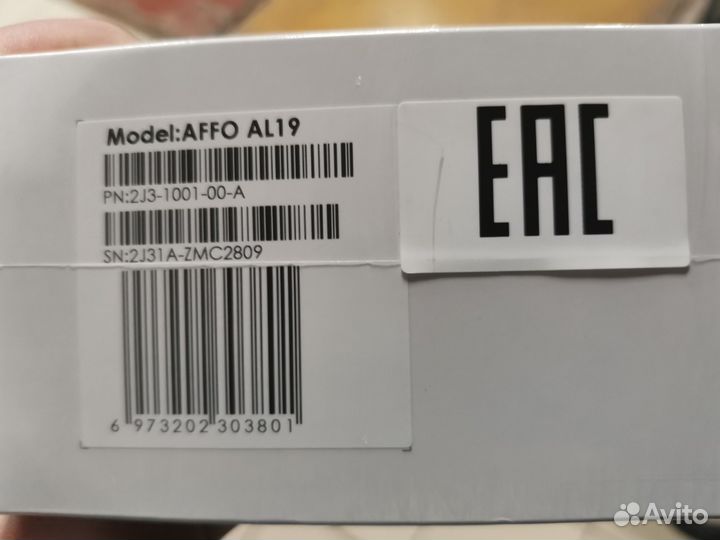 Model:AFFO AL19
PN:2J3-1001-00-A
SN:2J31A-ZMC2809
6 973202 303801
EAC
Avito